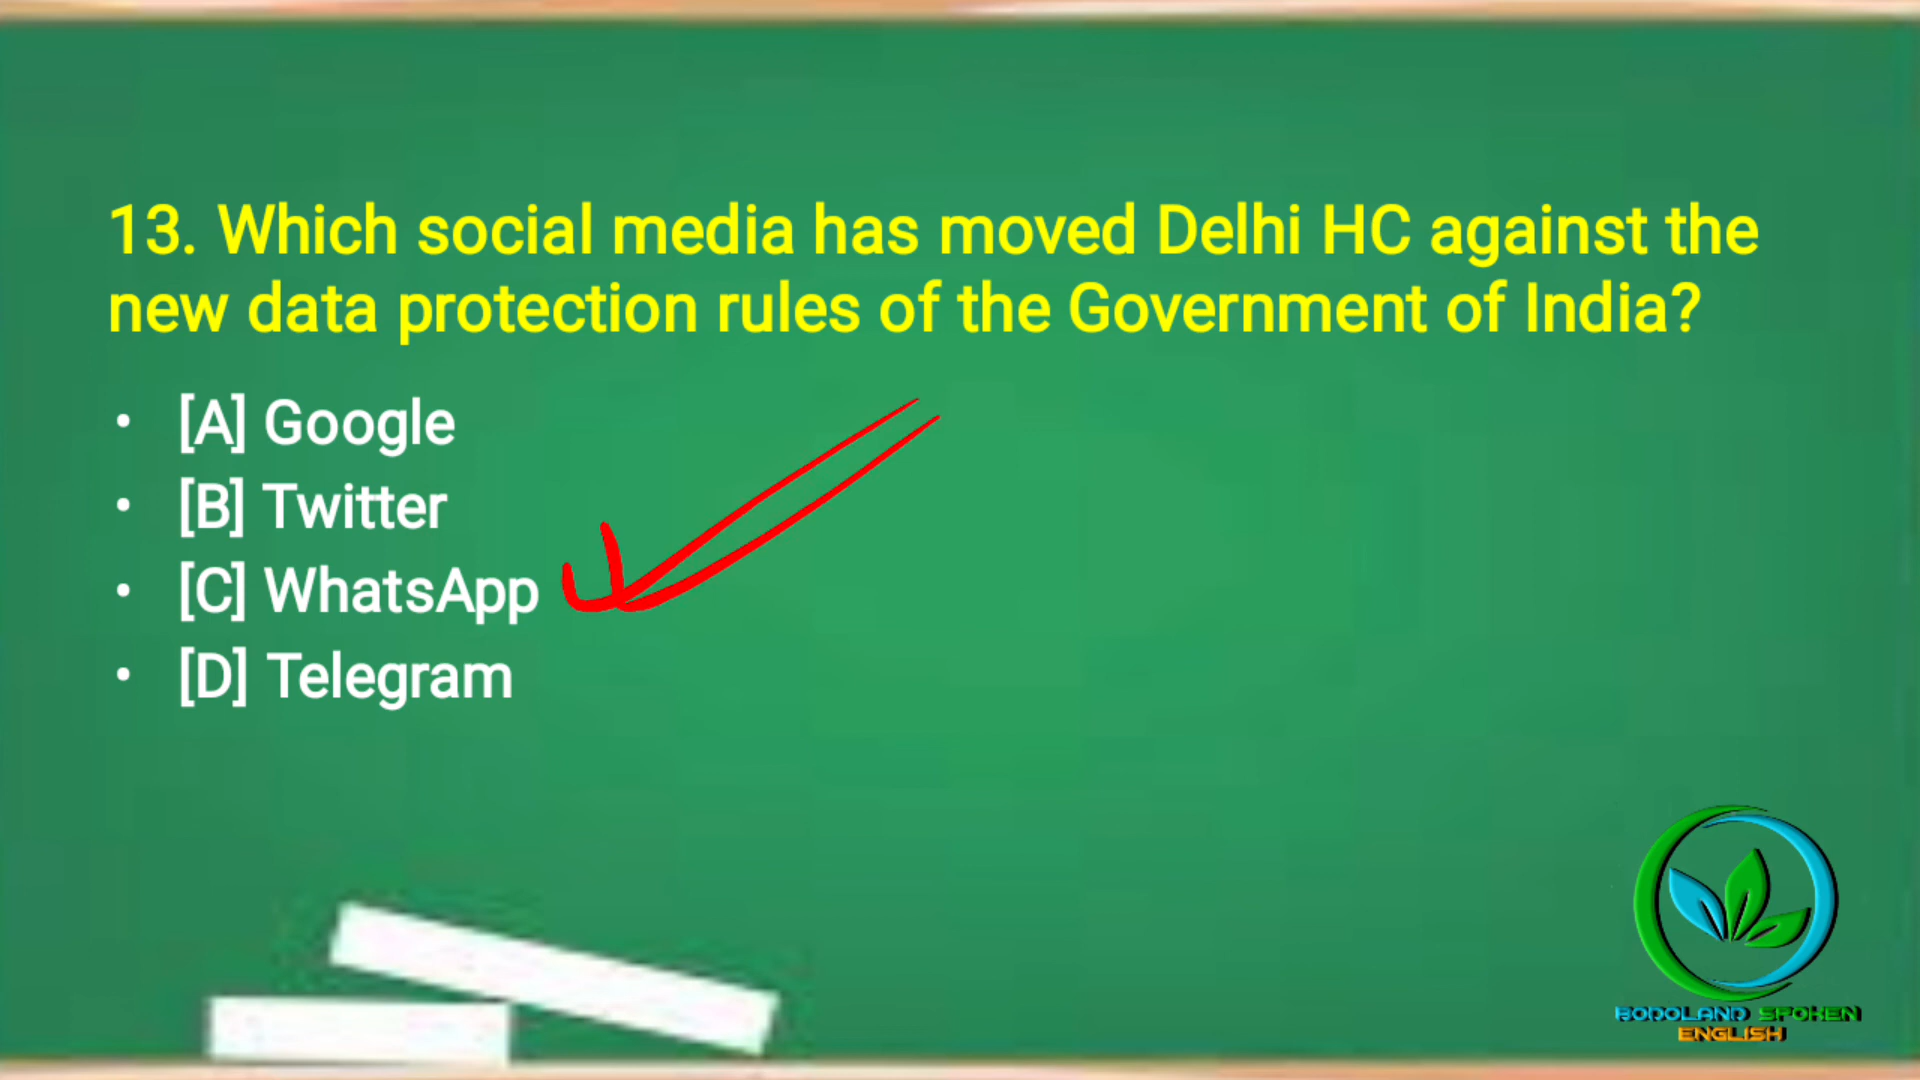 13. Which social media has moved Delhi HC against the
new data protection rules of the Government of India?
• [A] Google
• [B] Twitter
• [C] WhatsApp
• [D] Telegram
BODOLAND SPOKEN
ENGLISH